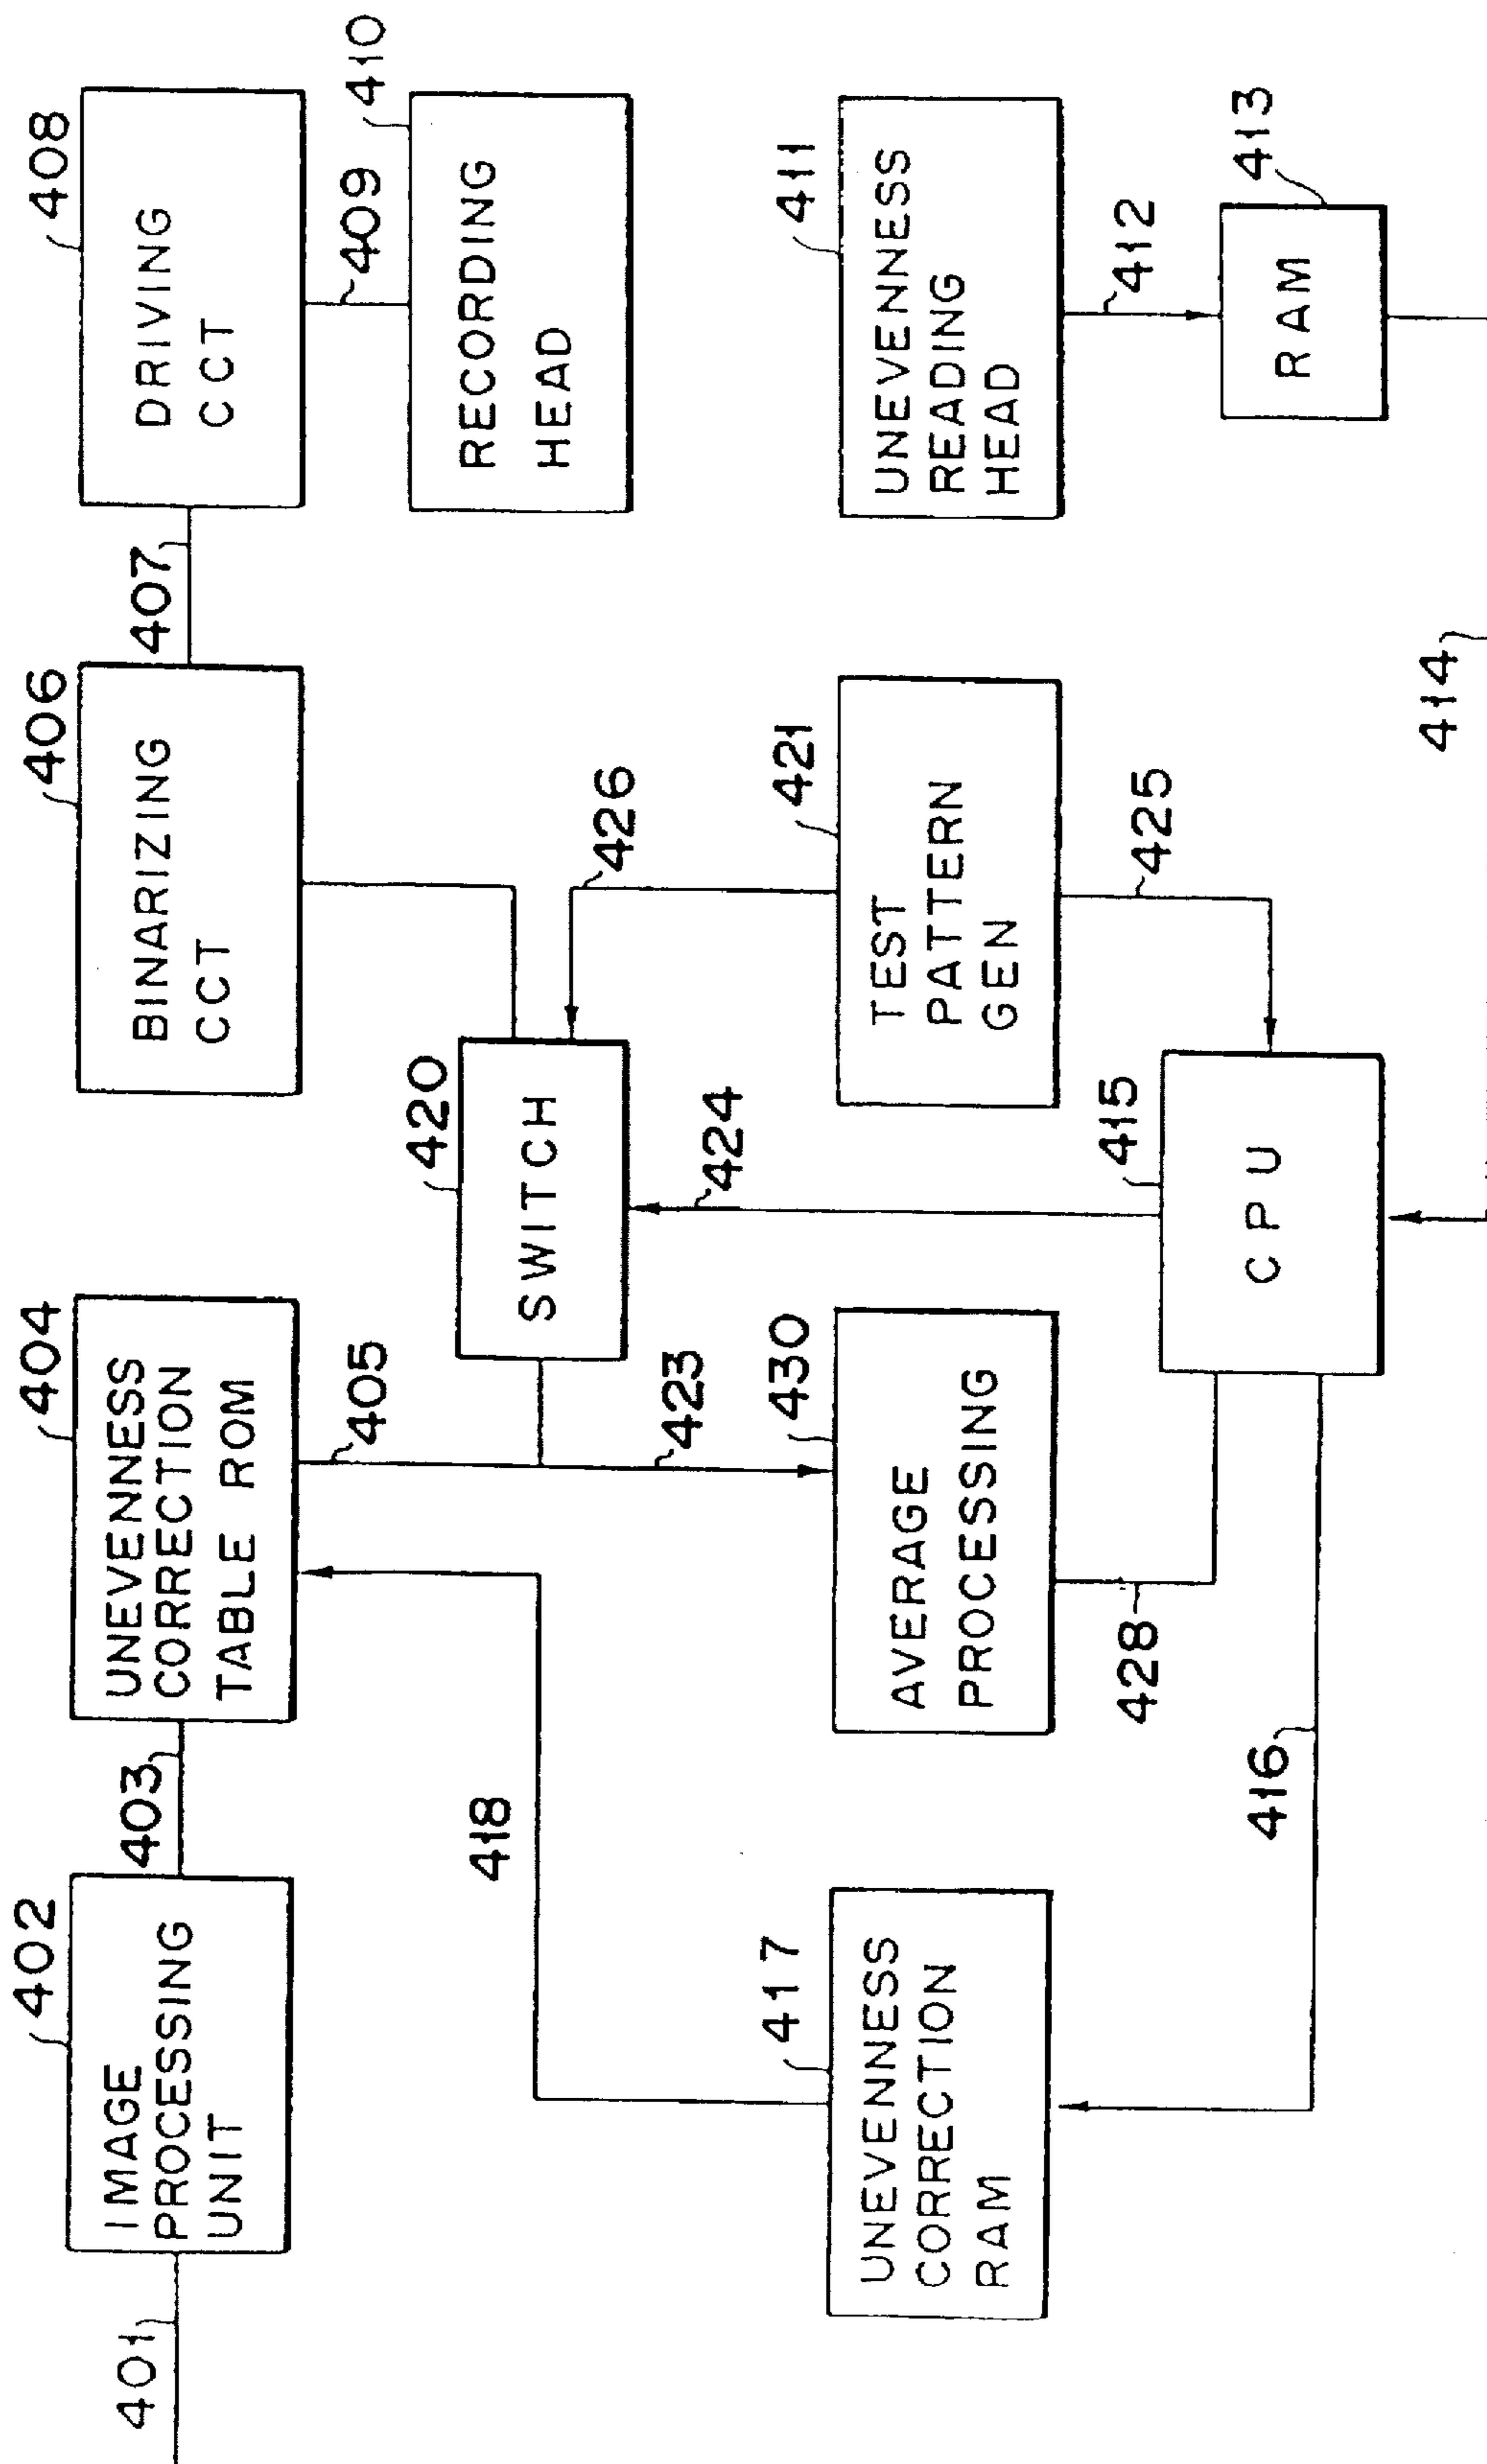 401
402
IMAGE
PROCESSING
UNIT
403
404
UNEVENNESS
CORRECTION
TABLE ROM
405
406
BINARIZING
CCT
407
408
DRIVING
CCT
409
410
RECORDING
HEAD
420
SWITCH
418
423
424
426
417
UNEVENNESS
CORRECTION
RAM
430
AVERAGE
PROCESSING
421
TEST
PATTERN
GEN
411
UNEVENNESS
READING
HEAD
428
416
415
CPU
425
412
413
RAM
414